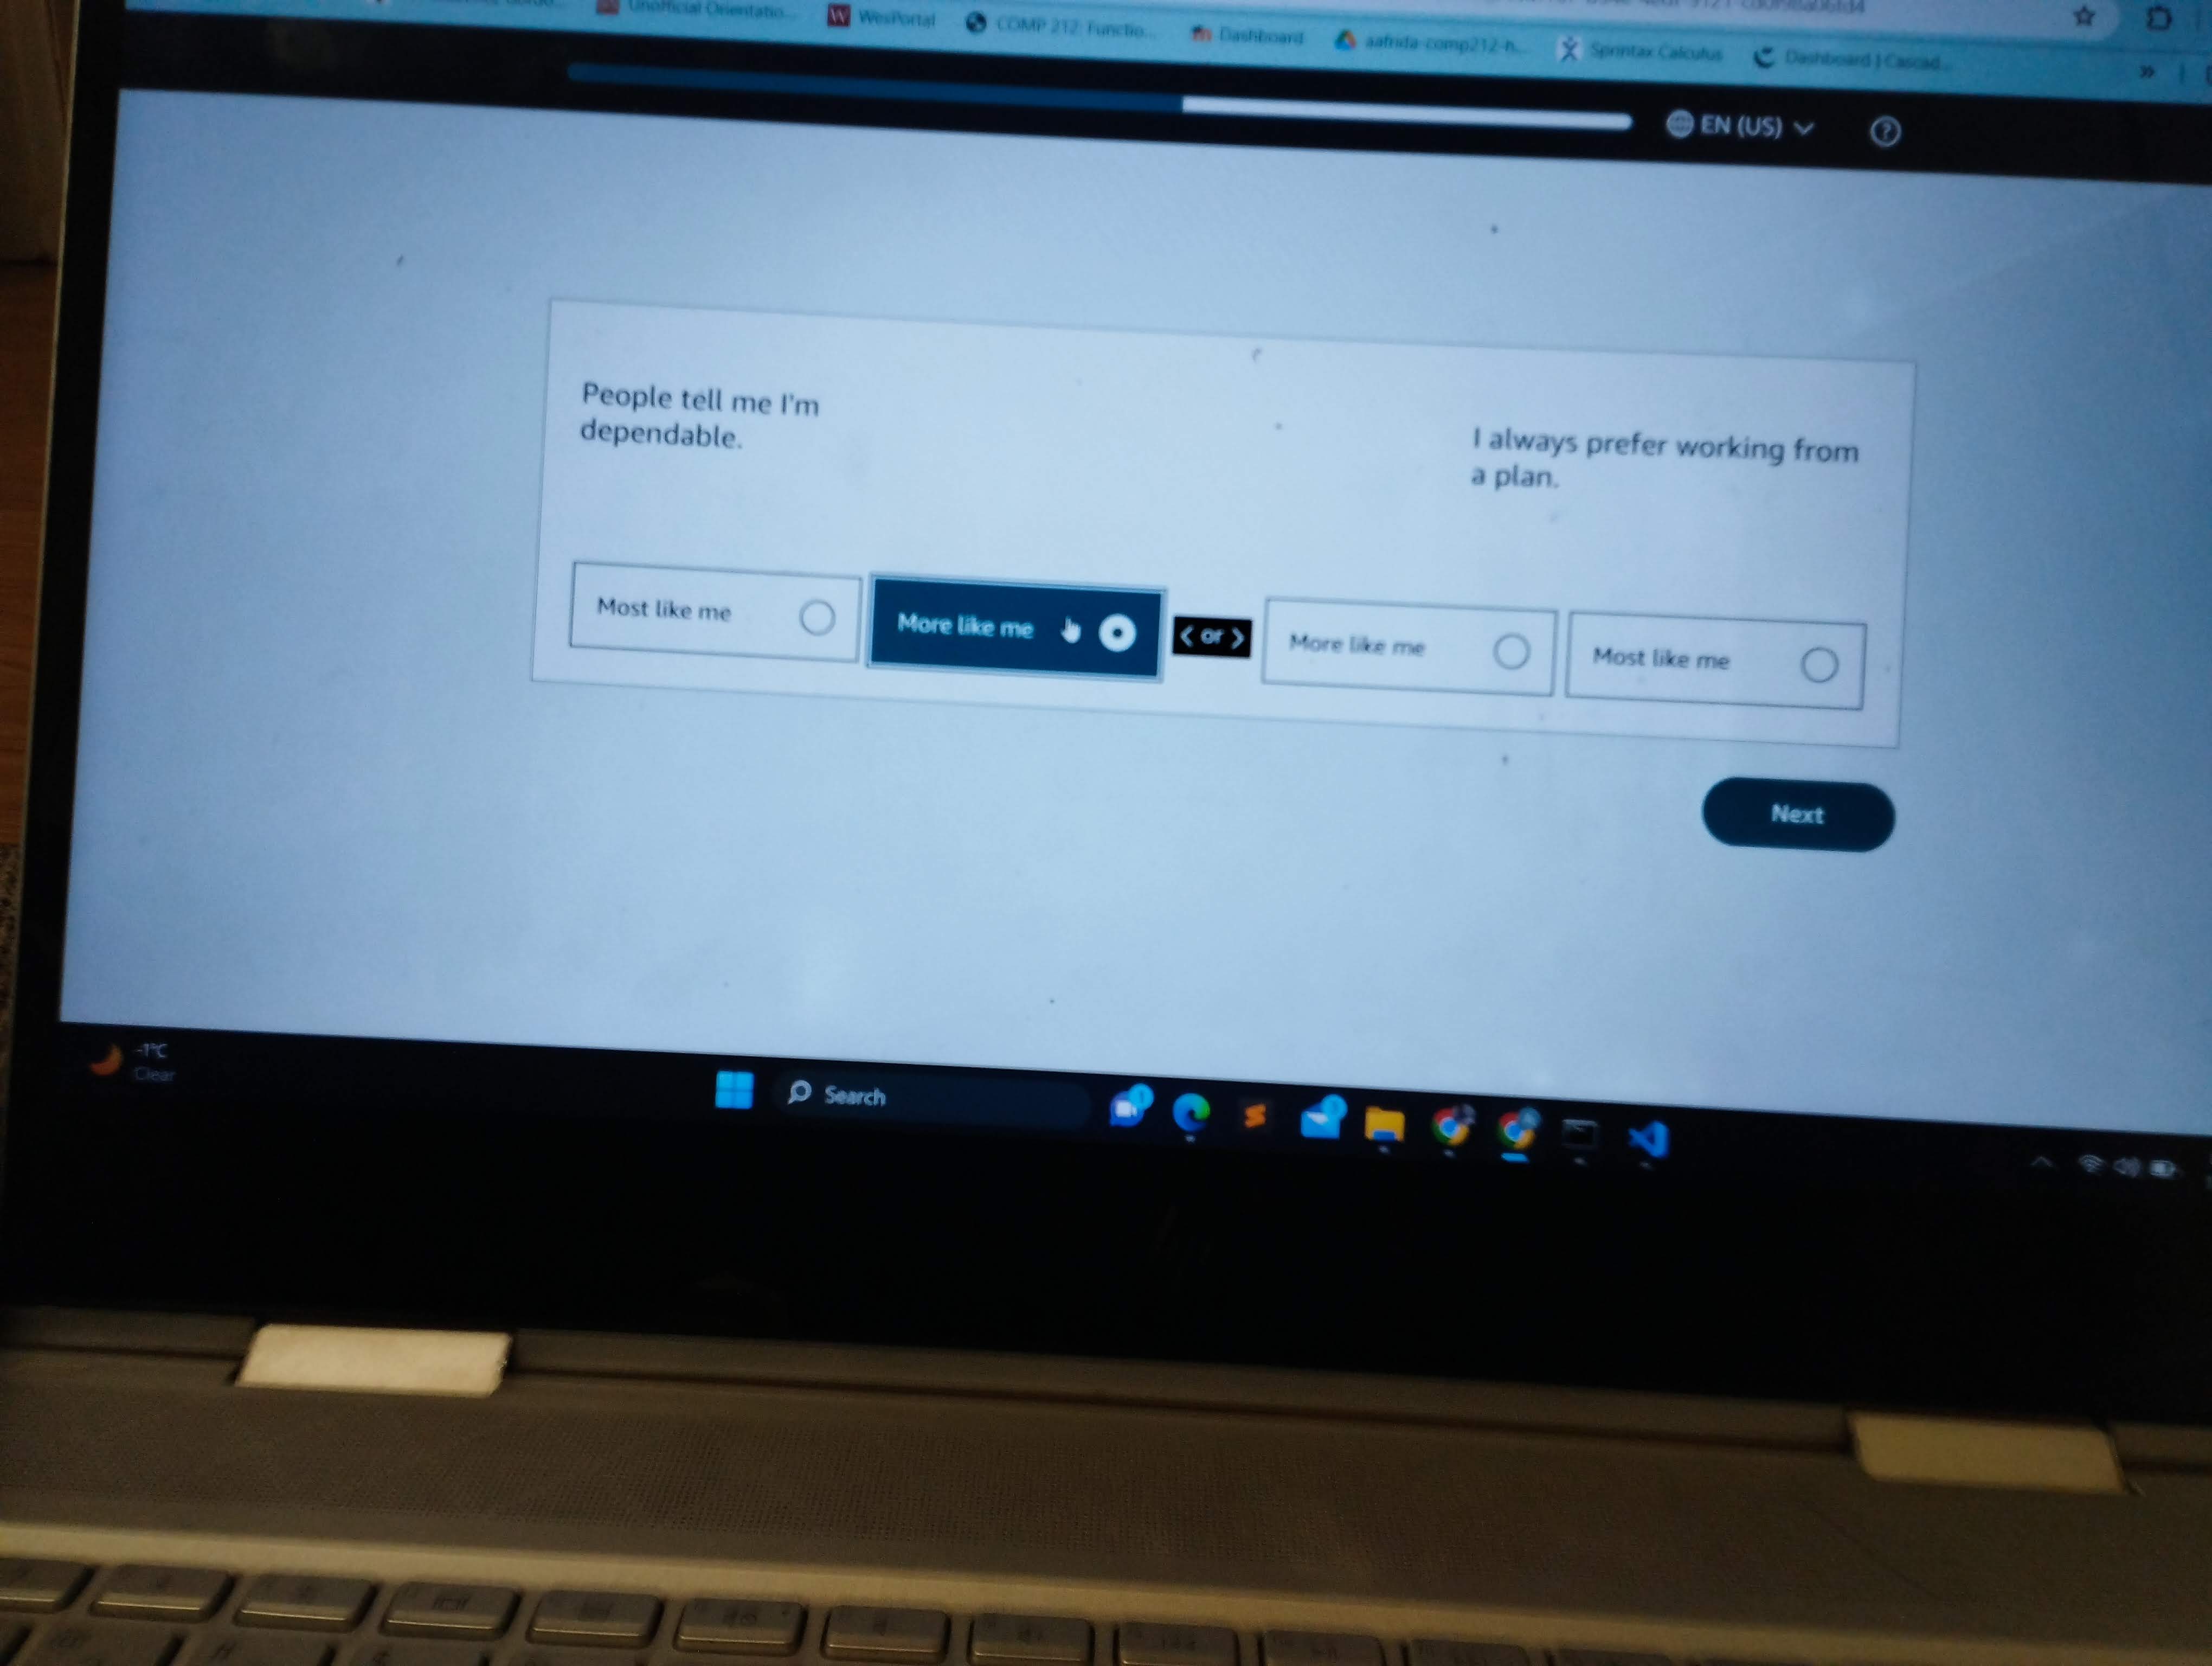 Unofficial Orientatio...
WesPortal
COMP 212: Functio...
Dashboard
aafrida-comp212-h...
Sprintax Calculus
Dashboard | Cascad...
»
EN (US)
?
People tell me I'm
dependable.
I always prefer working from
a plan.
Most like me
More like me
< or >
More like me
Most like me
Next
-1°C
Clear
Search